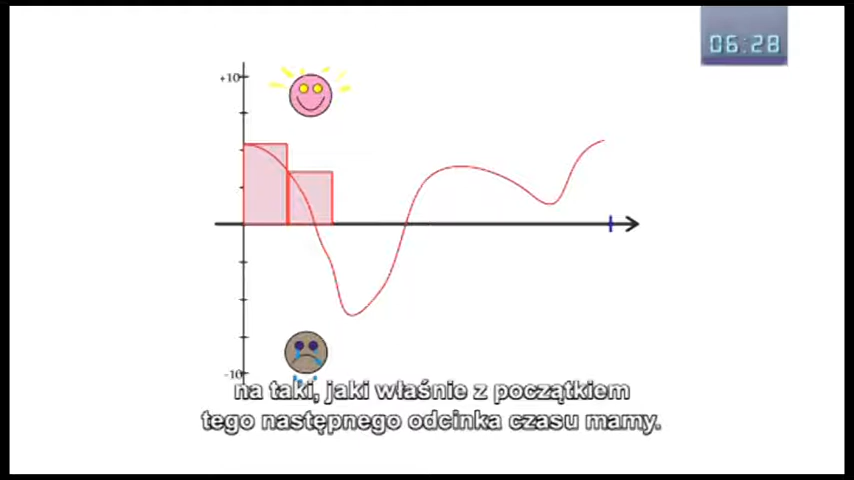 06:28
+10
-10
na taki, jaki właśnie z początkiem
tego następnego odcinka czasu mamy.